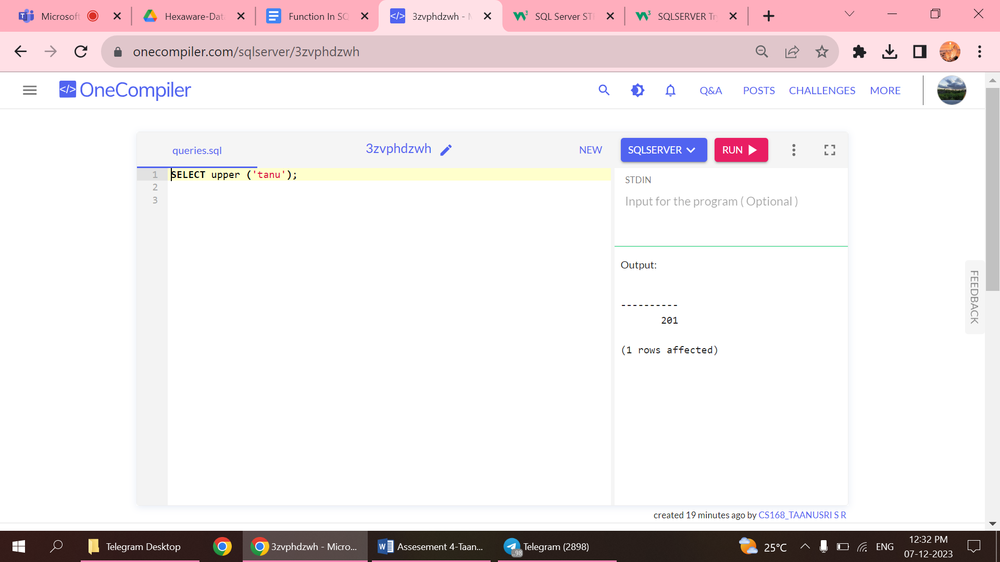 Microsoft
Hexaware-Dat
Function In SQ
3zvphdzwh - M
SQL Server STR
SQLSERVER Tr
onecompiler.com/sqlserver/3zvphdzwh
</> OneCompiler
Q&A
POSTS
CHALLENGES
MORE
queries.sql
3zvphdzwh
NEW
SQLSERVER
RUN
1 SELECT upper ('tanu');
2
3
STDIN
Input for the program ( Optional )
Output:
----------
201
(1 rows affected)
FEEDBACK
created 19 minutes ago by CS168_TAANUSRI S R
Telegram Desktop
3zvphdzwh - Micro...
Assesement 4-Taan...
Telegram (2898)
..98
25°C
ENG
12:32 PM
07-12-2023